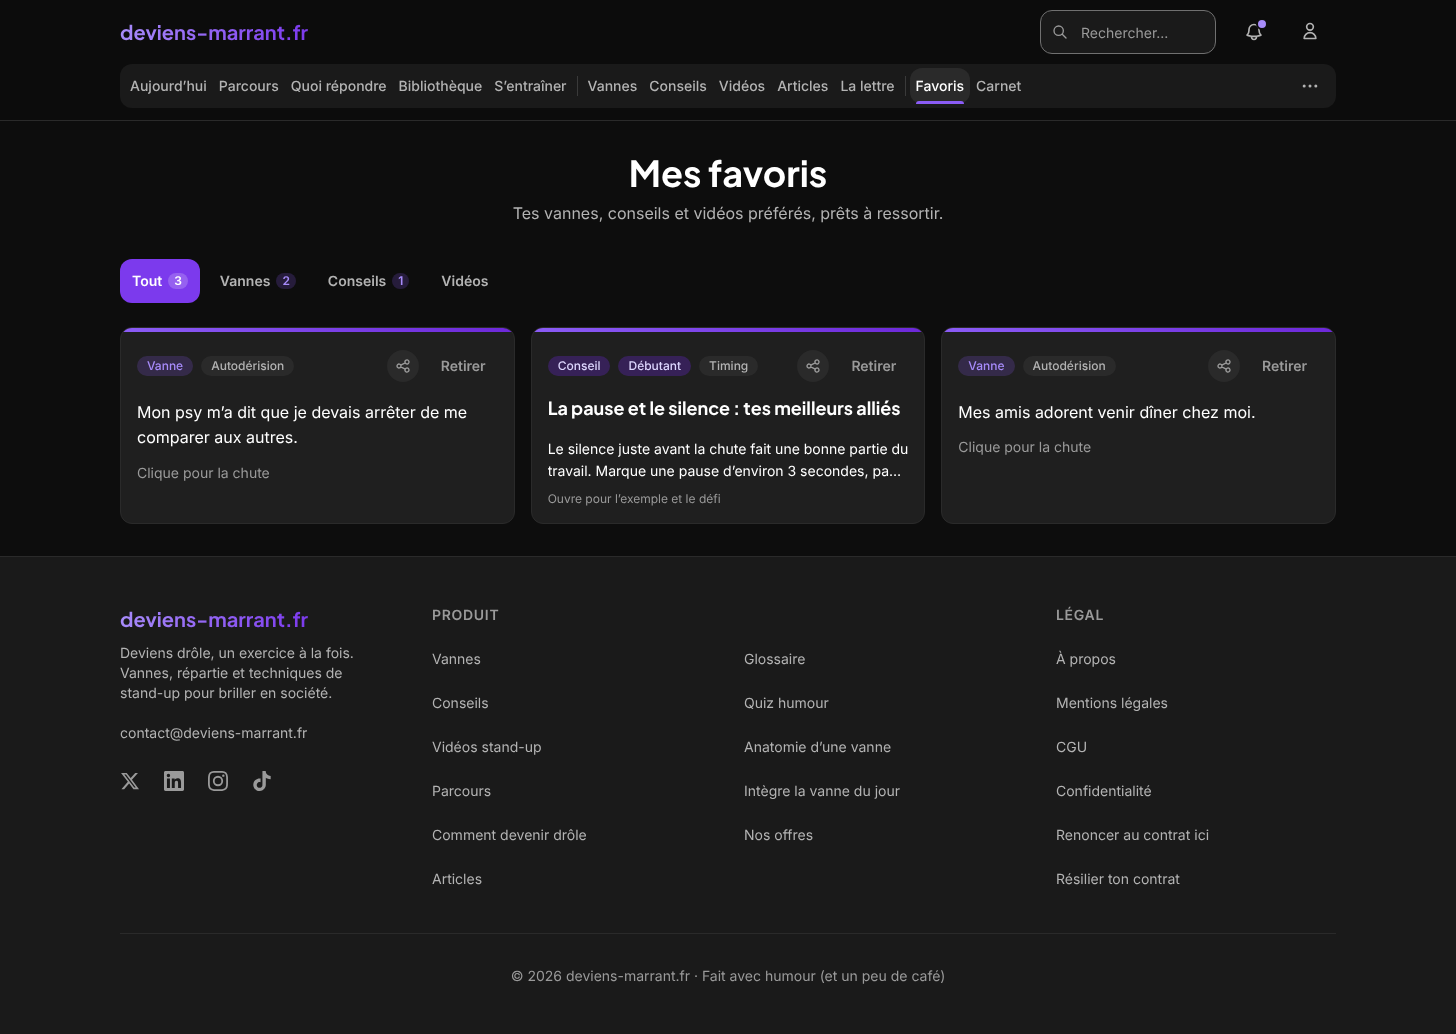 deviens-marrant.fr
Rechercher...
Aujourd’hui Parcours Quoi répondre Bibliothèque S’entraîner Vannes Conseils Vidéos Articles La lettre Favoris Carnet
Mes favoris
Tes vannes, conseils et vidéos préférés, prêts à ressortir.
Tout 3 Vannes 2 Conseils 1 Vidéos
Vanne Autodérision Retirer
Mon psy m’a dit que je devais arrêter de me
comparer aux autres.
Clique pour la chute
Conseil Débutant Timing Retirer
La pause et le silence : tes meilleurs alliés
Le silence juste avant la chute fait une bonne partie du
travail. Marque une pause d’environ 3 secondes, pa...
Ouvre pour l’exemple et le défi
Vanne Autodérision Retirer
Mes amis adorent venir dîner chez moi.
Clique pour la chute
deviens-marrant.fr
Deviens drôle, un exercice à la fois.
Vannes, répartie et techniques de
stand-up pour briller en société.
contact@deviens-marrant.fr
PRODUIT
Vannes
Conseils
Vidéos stand-up
Parcours
Comment devenir drôle
Articles
Glossaire
Quiz humour
Anatomie d’une vanne
Intègre la vanne du jour
Nos offres
LÉGAL
À propos
Mentions légales
CGU
Confidentialité
Renoncer au contrat ici
Résilier ton contrat
© 2026 deviens-marrant.fr · Fait avec humour (et un peu de café)